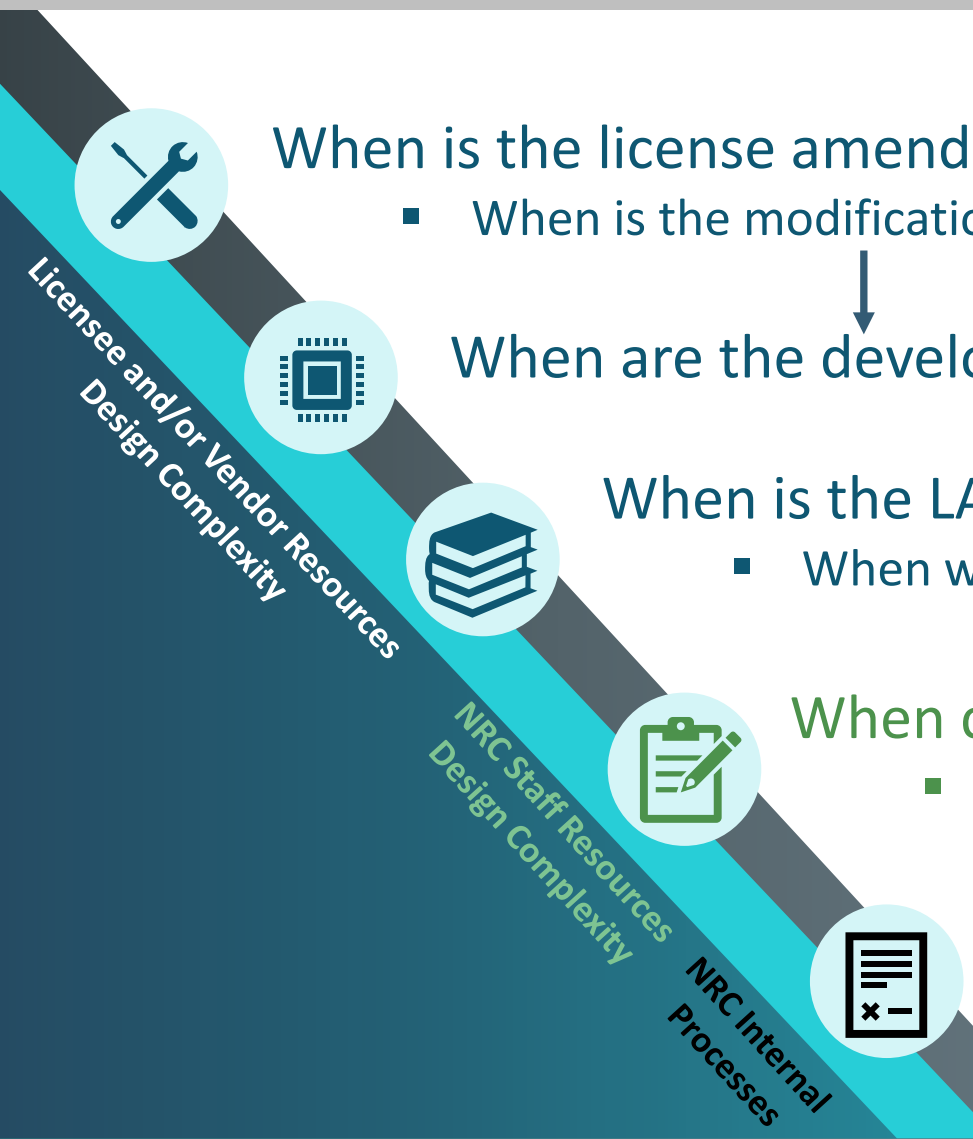 When is the license amend
▪ When is the modificatio
When are the develo
When is the LA
▪ When w
When
▪
Licensee and/or Vendor Resources
Design Complexity
NRC Staff Resources
Design Complexity
NRC Internal
Processes